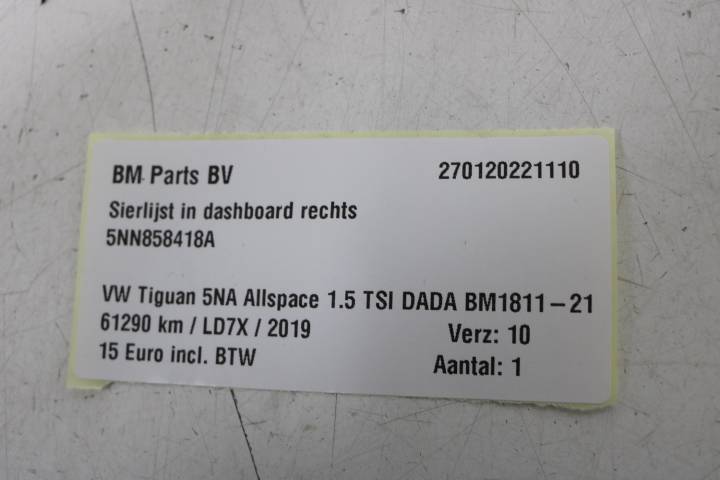 BM Parts BV 270120221110
Sierlijst in dashboard rechts
5NN858418A
VW Tiguan 5NA Allspace 1.5 TSI DADA BM1811-21
61290 km / LD7X / 2019 Verz: 10
15 Euro incl. BTW Aantal: 1